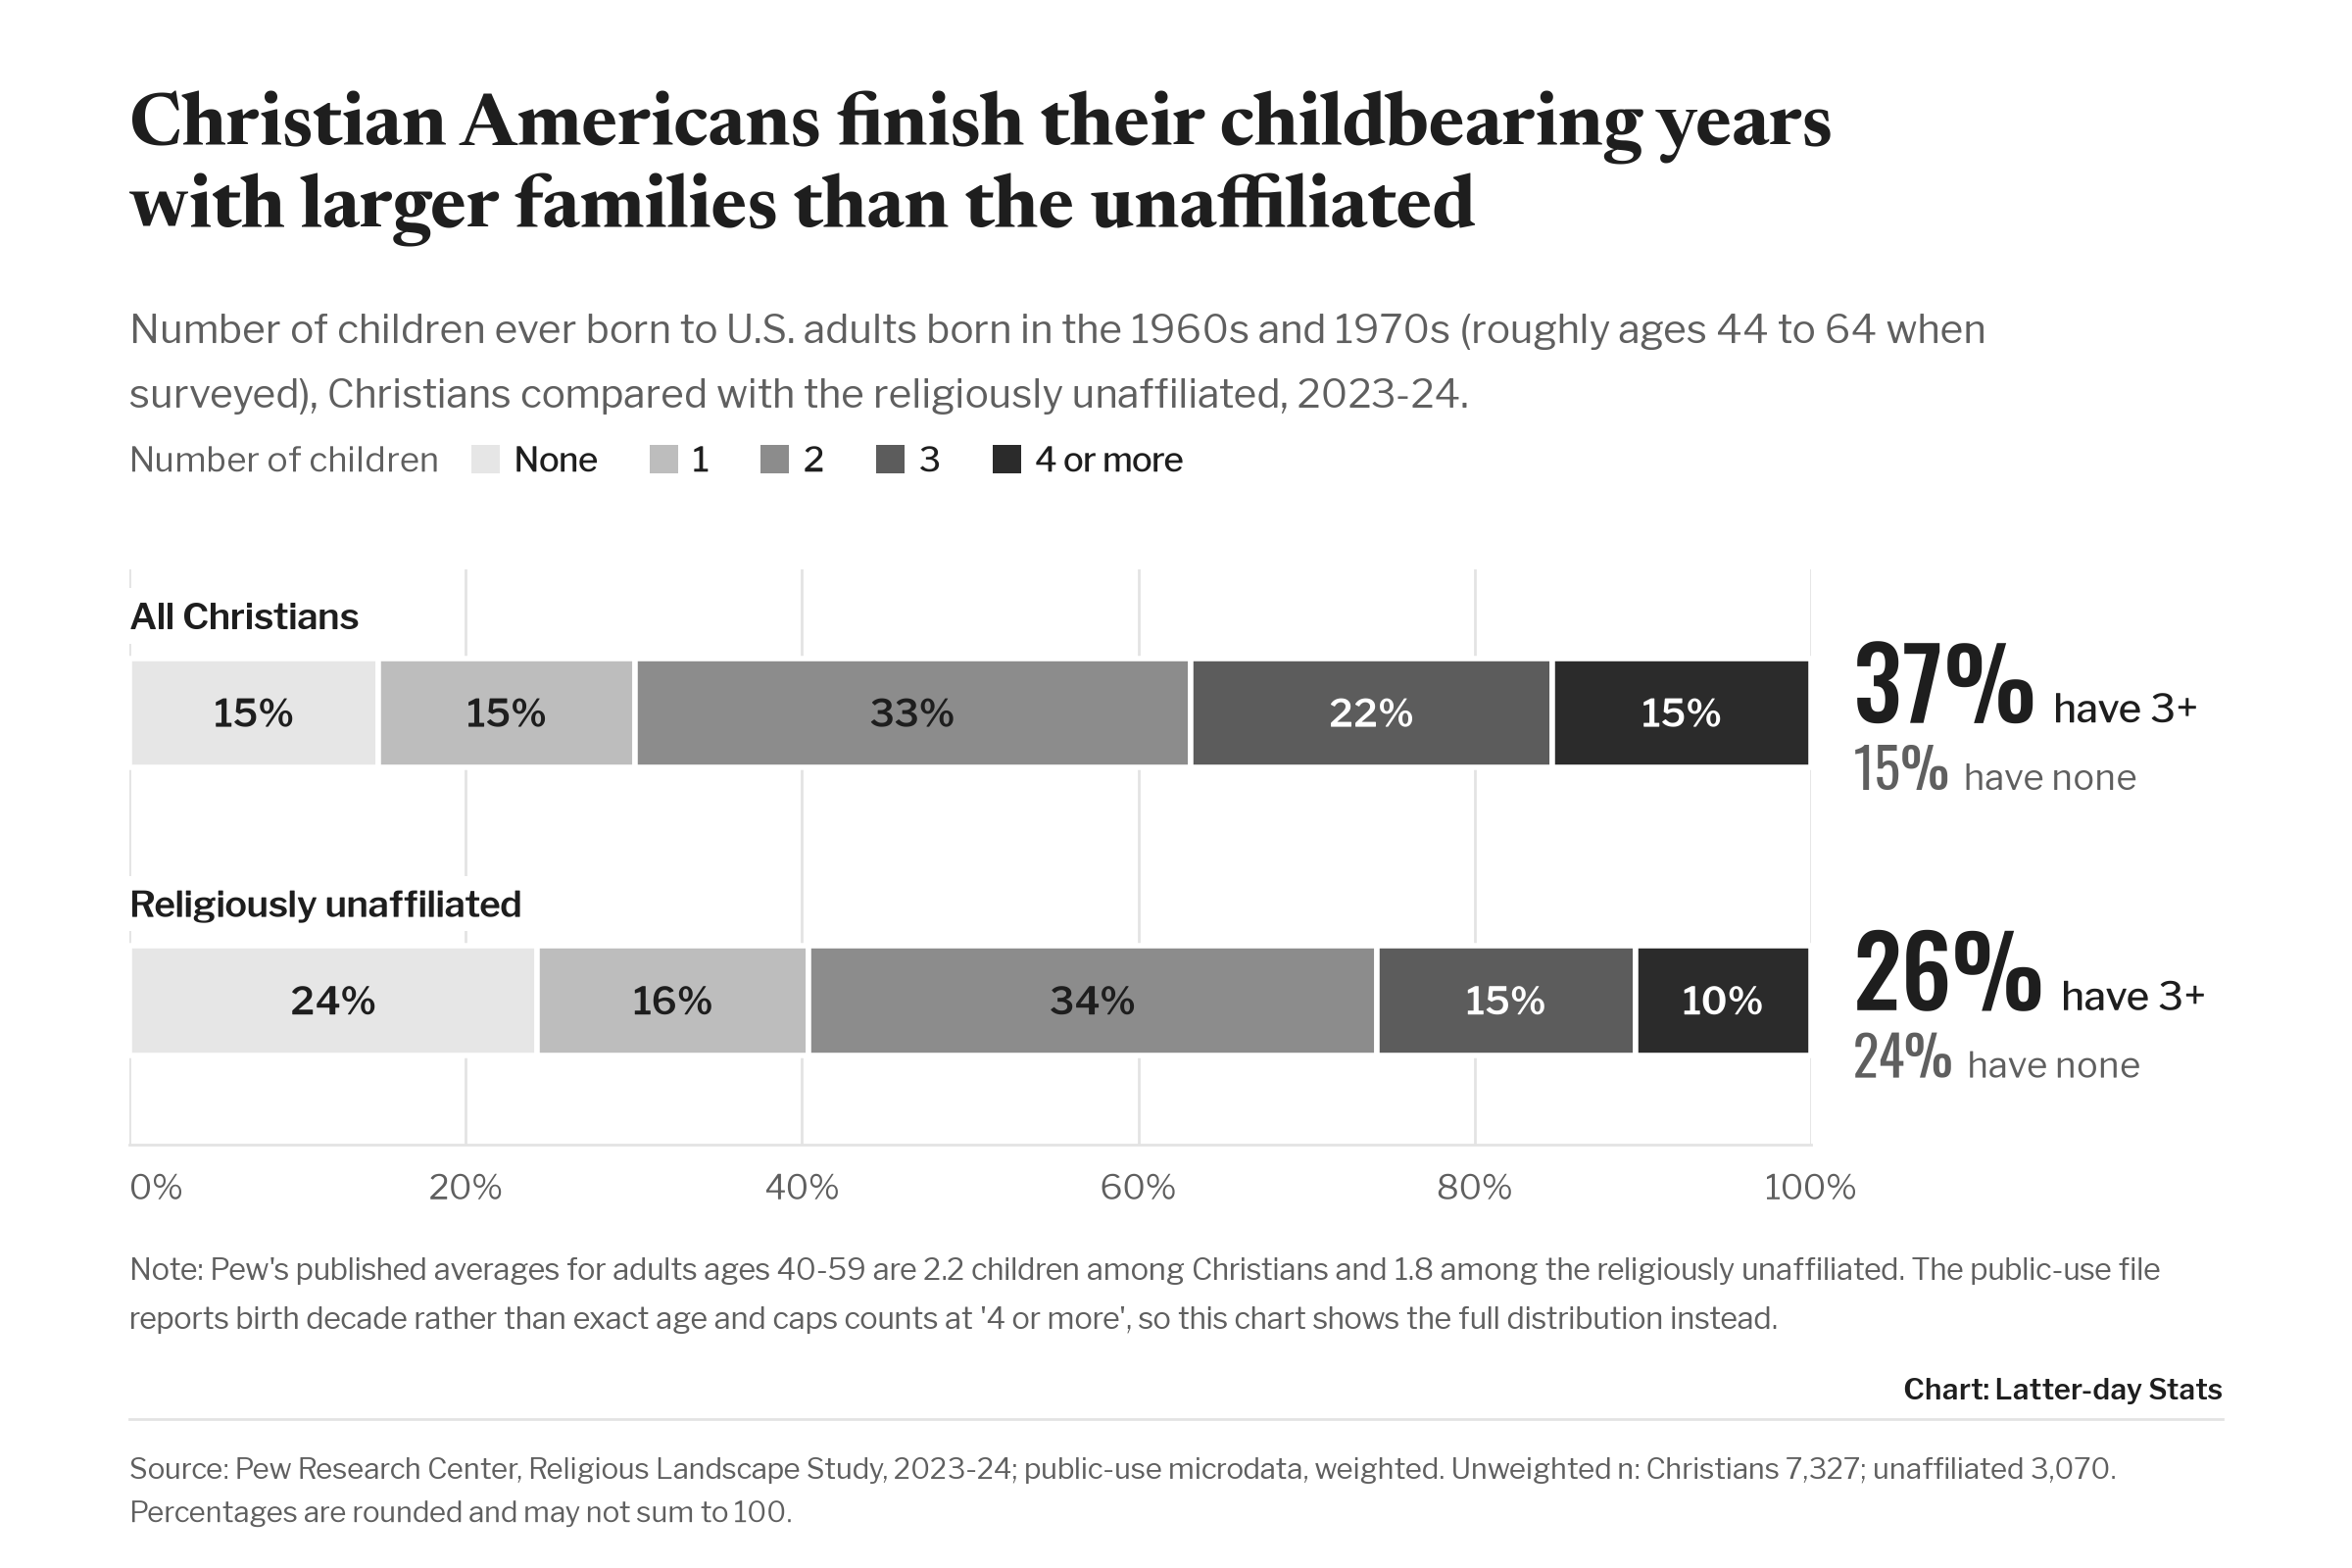 Christian Americans finish their childbearing years
with larger families than the unaffiliated
Number of children ever born to U.S. adults born in the 1960s and 1970s (roughly ages 44 to 64 when
surveyed), Christians compared with the religiously unaffiliated, 2023-24.
Number of children None 1 2 3 4 or more
All Christians
15% 15% 33% 22% 15%
37% have 3+
15% have none
Religiously unaffiliated
24% 16% 34% 15% 10%
26% have 3+
24% have none
0% 20% 40% 60% 80% 100%
Note: Pew's published averages for adults ages 40-59 are 2.2 children among Christians and 1.8 among the religiously unaffiliated. The public-use file
reports birth decade rather than exact age and caps counts at '4 or more', so this chart shows the full distribution instead.
Chart: Latter-day Stats
Source: Pew Research Center, Religious Landscape Study, 2023-24; public-use microdata, weighted. Unweighted n: Christians 7,327; unaffiliated 3,070.
Percentages are rounded and may not sum to 100.